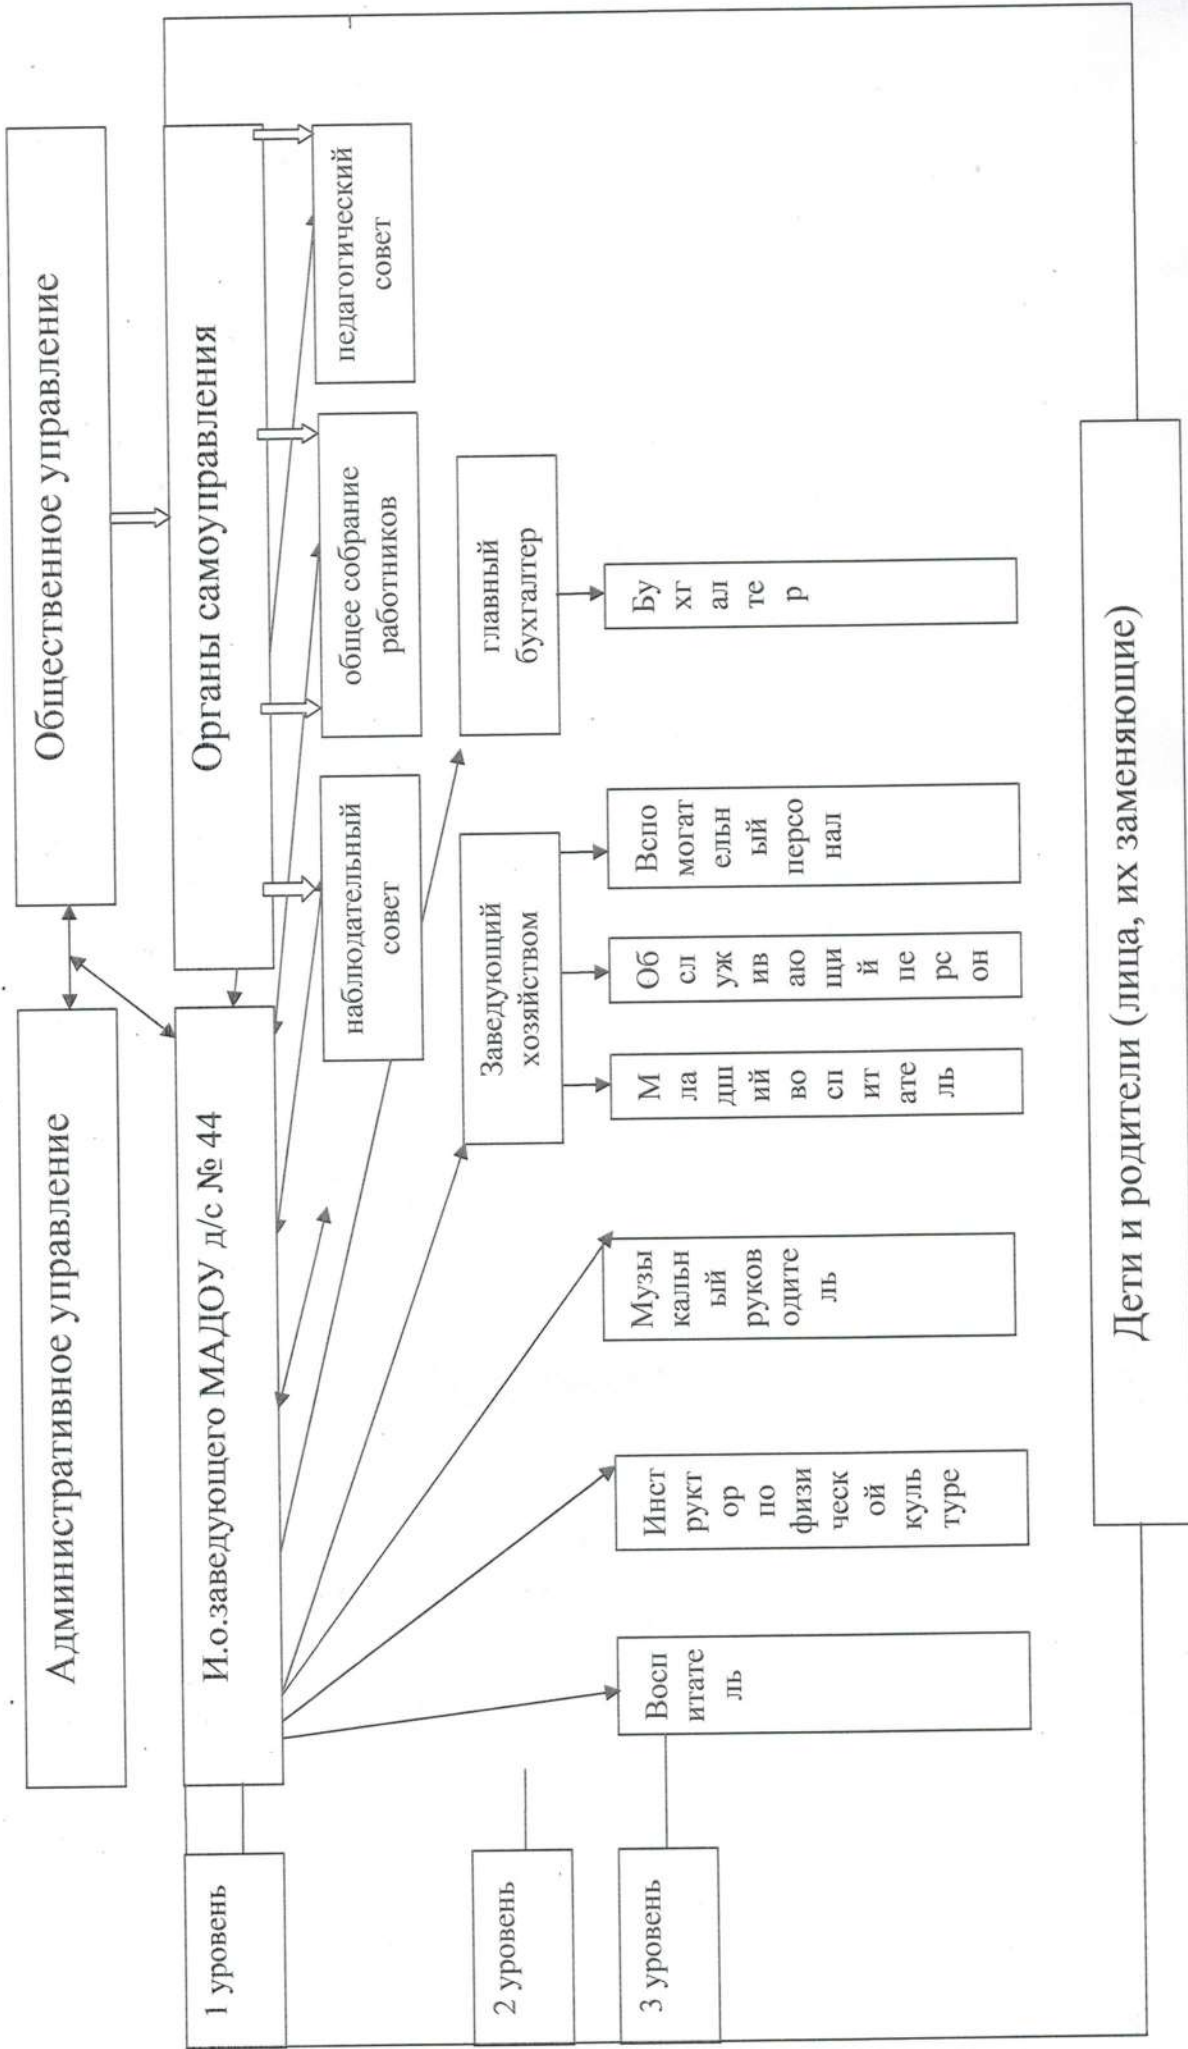 Административное управление
Общественное управление
1 уровень
И.о.заведующего МАДОУ д/с № 44
Органы самоуправления
наблюдательный
совет
общее собрание
работников
педагогический
совет
2 уровень
Заведующий
хозяйством
главный
бухгалтер
3 уровень
Восп
итате
ль
Инст
рукт
ор
по
физи
ческ
ой
куль
туре
Музы
кальн
ый
руков
одите
ль
М
ла
дш
ий
во
сп
ит
ате
ль
Об
сл
уж
ив
аю
щи
й
пе
рс
он
Вспо
могат
ельн
ый
персо
нал
Бу
хг
ал
те
р
Дети и родители (лица, их заменяющие)